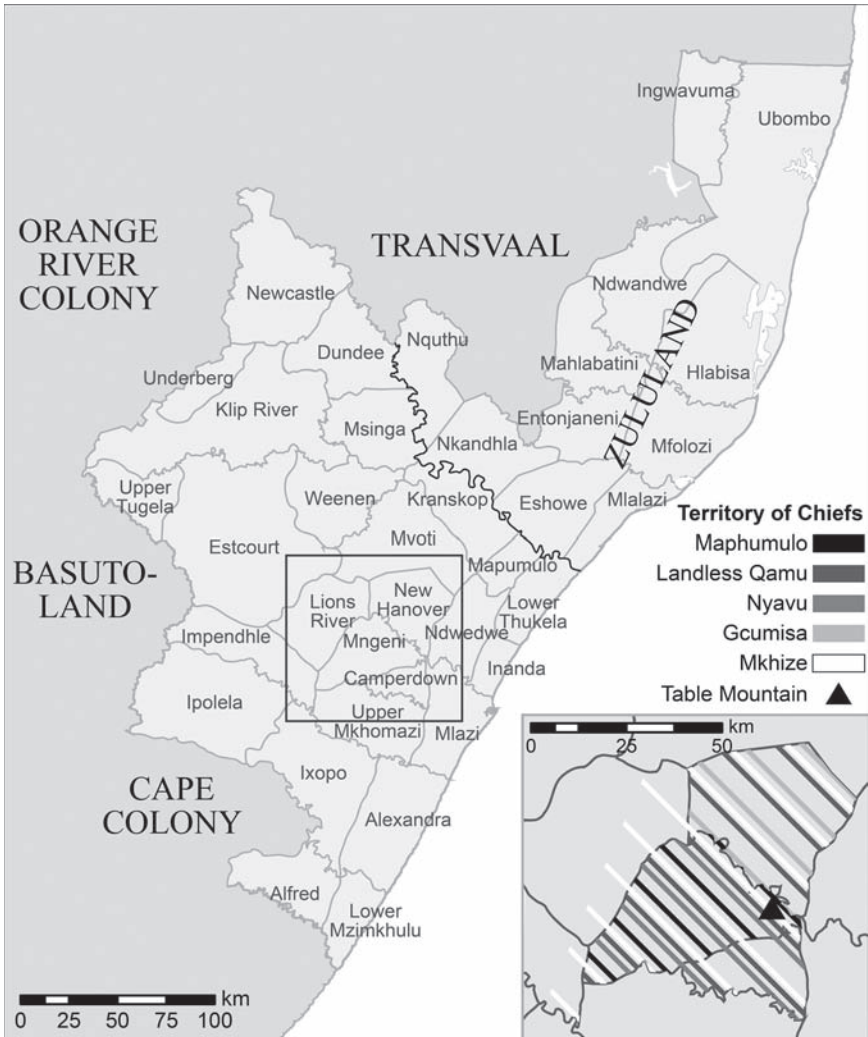 Ingwavuma
Ubombo
ORANGE
RIVER
COLONY
TRANSVAAL
Ndwandwe
Newcastle
Nquthu
Dundee
ZULULAND
Mahlabatini
Hlabisa
Underberg
Klip River
Entonjaneni
Msinga
Mfolozi
Nkandhla
Upper
Tugela
Weenen
Kranskop
Eshowe
Mlalazi
Estcourt
Mvoti
BASUTO-
LAND
Mapumulo
Lions
River
New
Hanover
Lower
Thukela
Impendhle
Mngeni
Ndwedwe
Inanda
Camperdown
Ipolela
Upper
Mkhomazi
Mlazi
Ixopo
CAPE
COLONY
Alexandra
Alfred
Lower
Mzimkhulu
km
0 25 50 75 100
Territory of Chiefs
Maphumulo
Landless Qamu
Nyavu
Gcumisa
Mkhize
Table Mountain
km
0 25 50